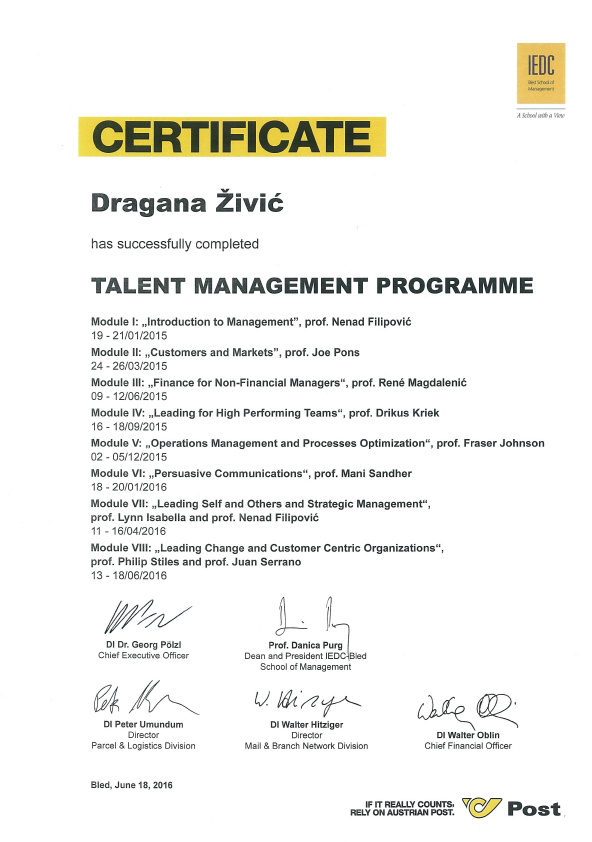 IEDC
Bled School of
Management
A School with a View
CERTIFICATE
Dragana Živić
has successfully completed
TALENT MANAGEMENT PROGRAMME
Module I: „Introduction to Management”, prof. Nenad Filipović
19 - 21/01/2015
Module II: „Customers and Markets”, prof. Joe Pons
24 - 26/03/2015
Module III: „Finance for Non-Financial Managers“, prof. René Magdalenić
09 - 12/06/2015
Module IV: „Leading for High Performing Teams“, prof. Drikus Kriek
16 - 18/09/2015
Module V: „Operations Management and Processes Optimization“, prof. Fraser Johnson
02 - 05/12/2015
Module VI: „Persuasive Communications“, prof. Mani Sandher
18 - 20/01/2016
Module VII: „Leading Self and Others and Strategic Management“,
prof. Lynn Isabella and prof. Nenad Filipović
11 - 16/04/2016
Module VIII: „Leading Change and Customer Centric Organizations“,
prof. Philip Stiles and prof. Juan Serrano
13 - 18/06/2016
DI Dr. Georg Pölzl
Chief Executive Officer
Prof. Danica Purg
Dean and President IEDC-Bled
School of Management
DI Peter Umundum
Director
Parcel & Logistics Division
DI Walter Hitziger
Director
Mail & Branch Network Division
DI Walter Oblin
Chief Financial Officer
Bled, June 18, 2016
IF IT REALLY COUNTS.
RELY ON AUSTRIAN POST.
Post